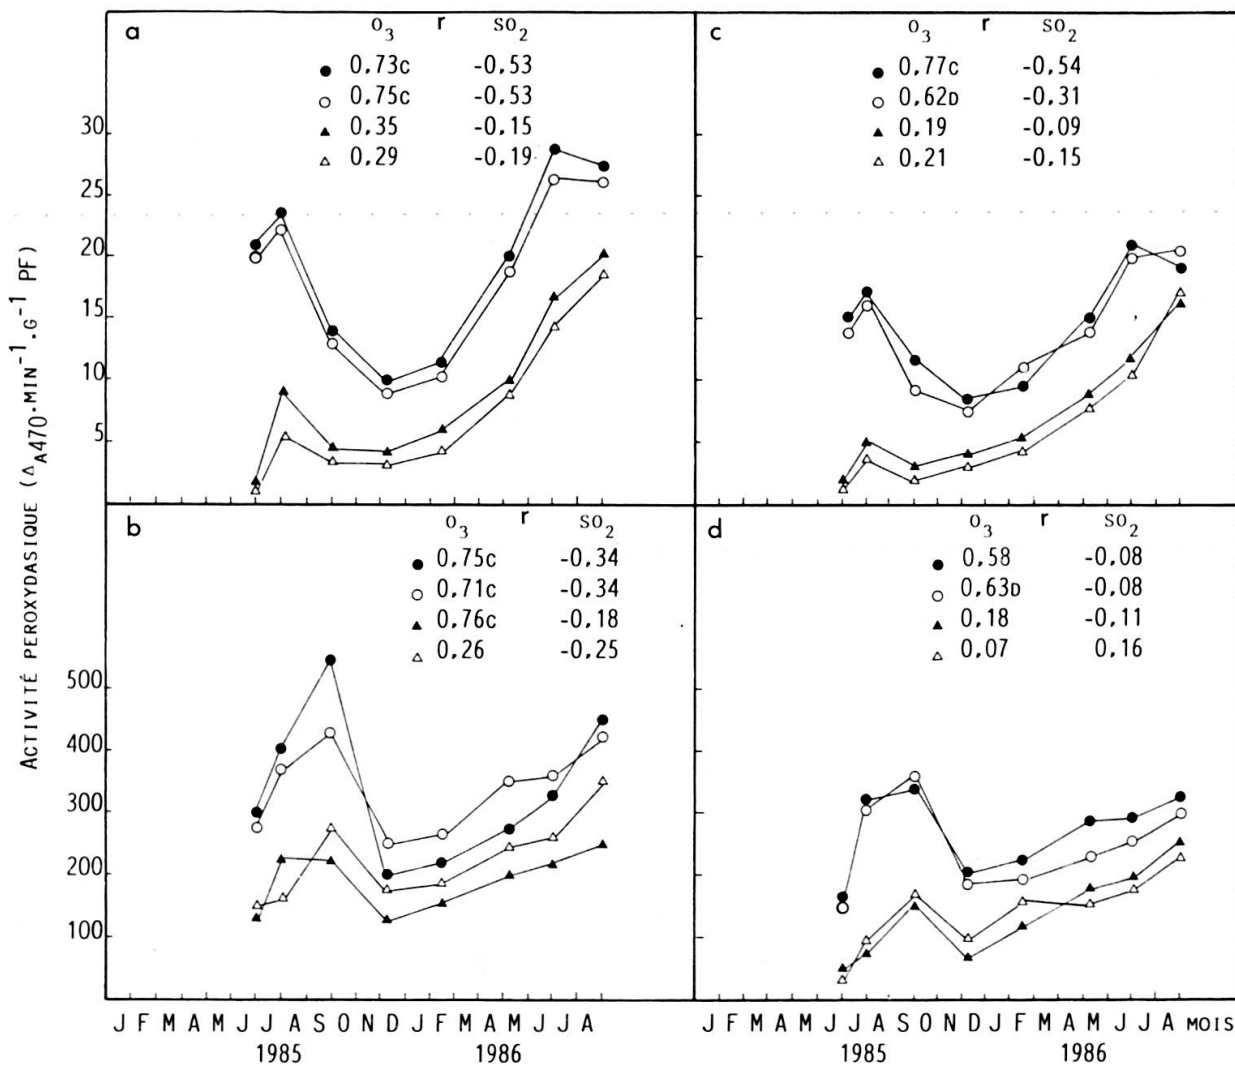 a
O3 r SO2
● 0,73c -0,53
○ 0,75c -0,53
▲ 0,35 -0,15
△ 0,29 -0,19
c
O3 r SO2
● 0,77c -0,54
○ 0,62D -0,31
▲ 0,19 -0,09
△ 0,21 -0,15
30
25
20
15
10
5
b
O3 r SO2
● 0,75c -0,34
○ 0,71c -0,34
▲ 0,76c -0,18
△ 0,26 -0,25
d
O3 r SO2
● 0,58 -0,08
○ 0,63D -0,08
▲ 0,18 -0,11
△ 0,07 0,16
500
400
300
200
100
ACTIVITÉ PEROXYDASIQUE (ΔA470.MIN-1.G-1 PF)
J F M A M J J A S O N D J F M A M J J A
1985 1986
J F M A M J J A S O N D J F M A M J J A MOIS
1985 1986